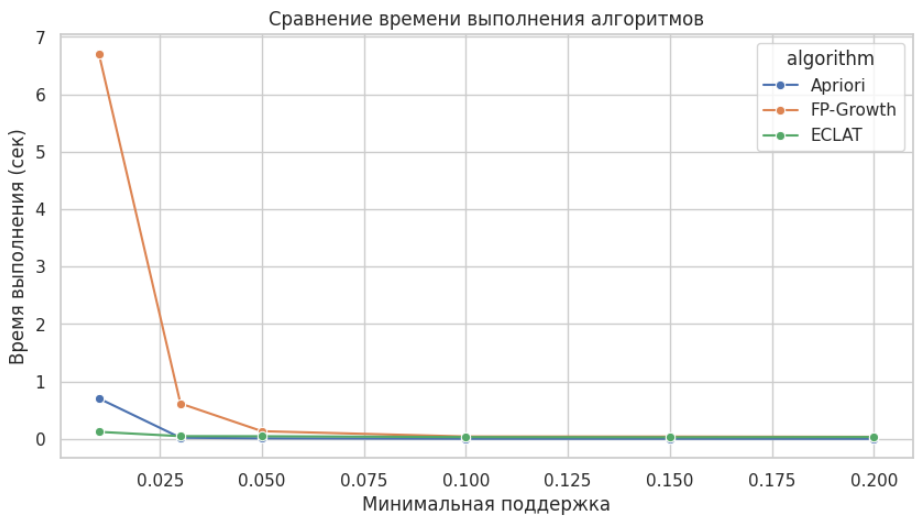 Сравнение времени выполнения алгоритмов
7
6
5
4
3
2
1
0
Время выполнения (сек)
algorithm
Apriori
FP-Growth
ECLAT
0.025 0.050 0.075 0.100 0.125 0.150 0.175 0.200
Минимальная поддержка